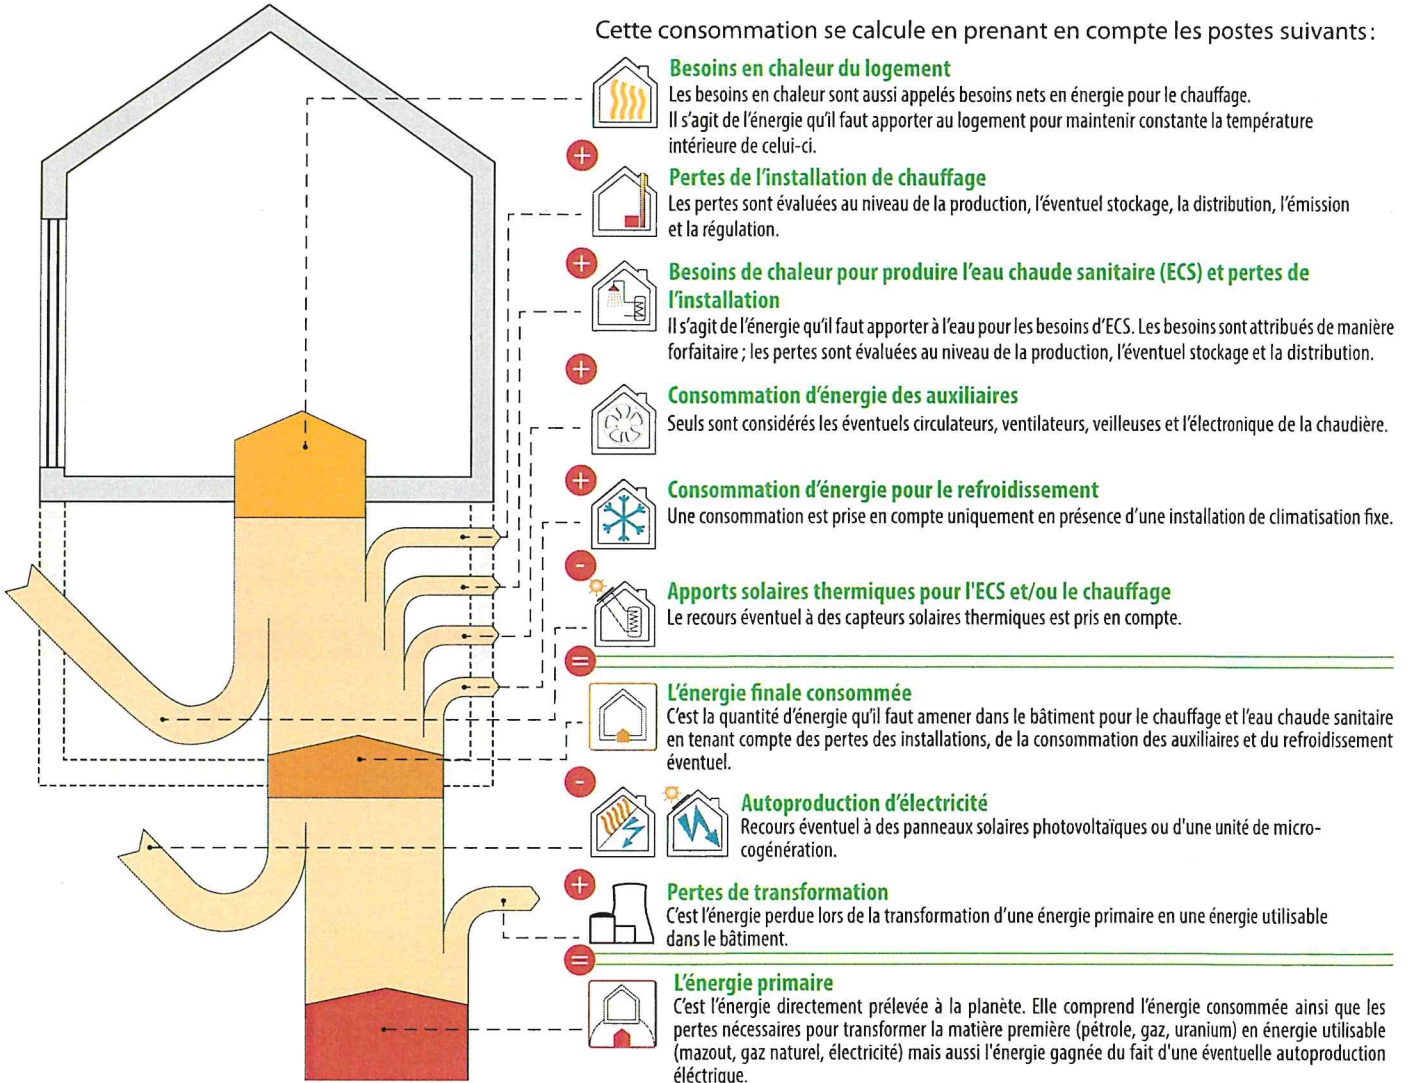 Cette consommation se calcule en prenant en compte les postes suivants:
Besoins en chaleur du logement
Les besoins en chaleur sont aussi appelés besoins nets en énergie pour le chauffage.
Il s'agit de l'énergie qu'il faut apporter au logement pour maintenir constante la température
intérieure de celui-ci.
+
Pertes de l'installation de chauffage
Les pertes sont évaluées au niveau de la production, l'éventuel stockage, la distribution, l'émission
et la régulation.
+
Besoins de chaleur pour produire l'eau chaude sanitaire (ECS) et pertes de
l'installation
Il s'agit de l'énergie qu'il faut apporter à l'eau pour les besoins d'ECS. Les besoins sont attribués de manière
forfaitaire ; les pertes sont évaluées au niveau de la production, l'éventuel stockage et la distribution.
+
Consommation d'énergie des auxiliaires
Seuls sont considérés les éventuels circulateurs, ventilateurs, veilleuses et l'électronique de la chaudière.
+
Consommation d'énergie pour le refroidissement
Une consommation est prise en compte uniquement en présence d'une installation de climatisation fixe.
-
Apports solaires thermiques pour l'ECS et/ou le chauffage
Le recours éventuel à des capteurs solaires thermiques est pris en compte.
=
L'énergie finale consommée
C'est la quantité d'énergie qu'il faut amener dans le bâtiment pour le chauffage et l'eau chaude sanitaire
en tenant compte des pertes des installations, de la consommation des auxiliaires et du refroidissement
éventuel.
-
Autoproduction d'électricité
Recours éventuel à des panneaux solaires photovoltaïques ou d'une unité de micro-
cogénération.
+
Pertes de transformation
C'est l'énergie perdue lors de la transformation d'une énergie primaire en une énergie utilisable
dans le bâtiment.
=
L'énergie primaire
C'est l'énergie directement prélevée à la planète. Elle comprend l'énergie consommée ainsi que les
pertes nécessaires pour transformer la matière première (pétrole, gaz, uranium) en énergie utilisable
(mazout, gaz naturel, électricité) mais aussi l'énergie gagnée du fait d'une éventuelle autoproduction
éléctrique.